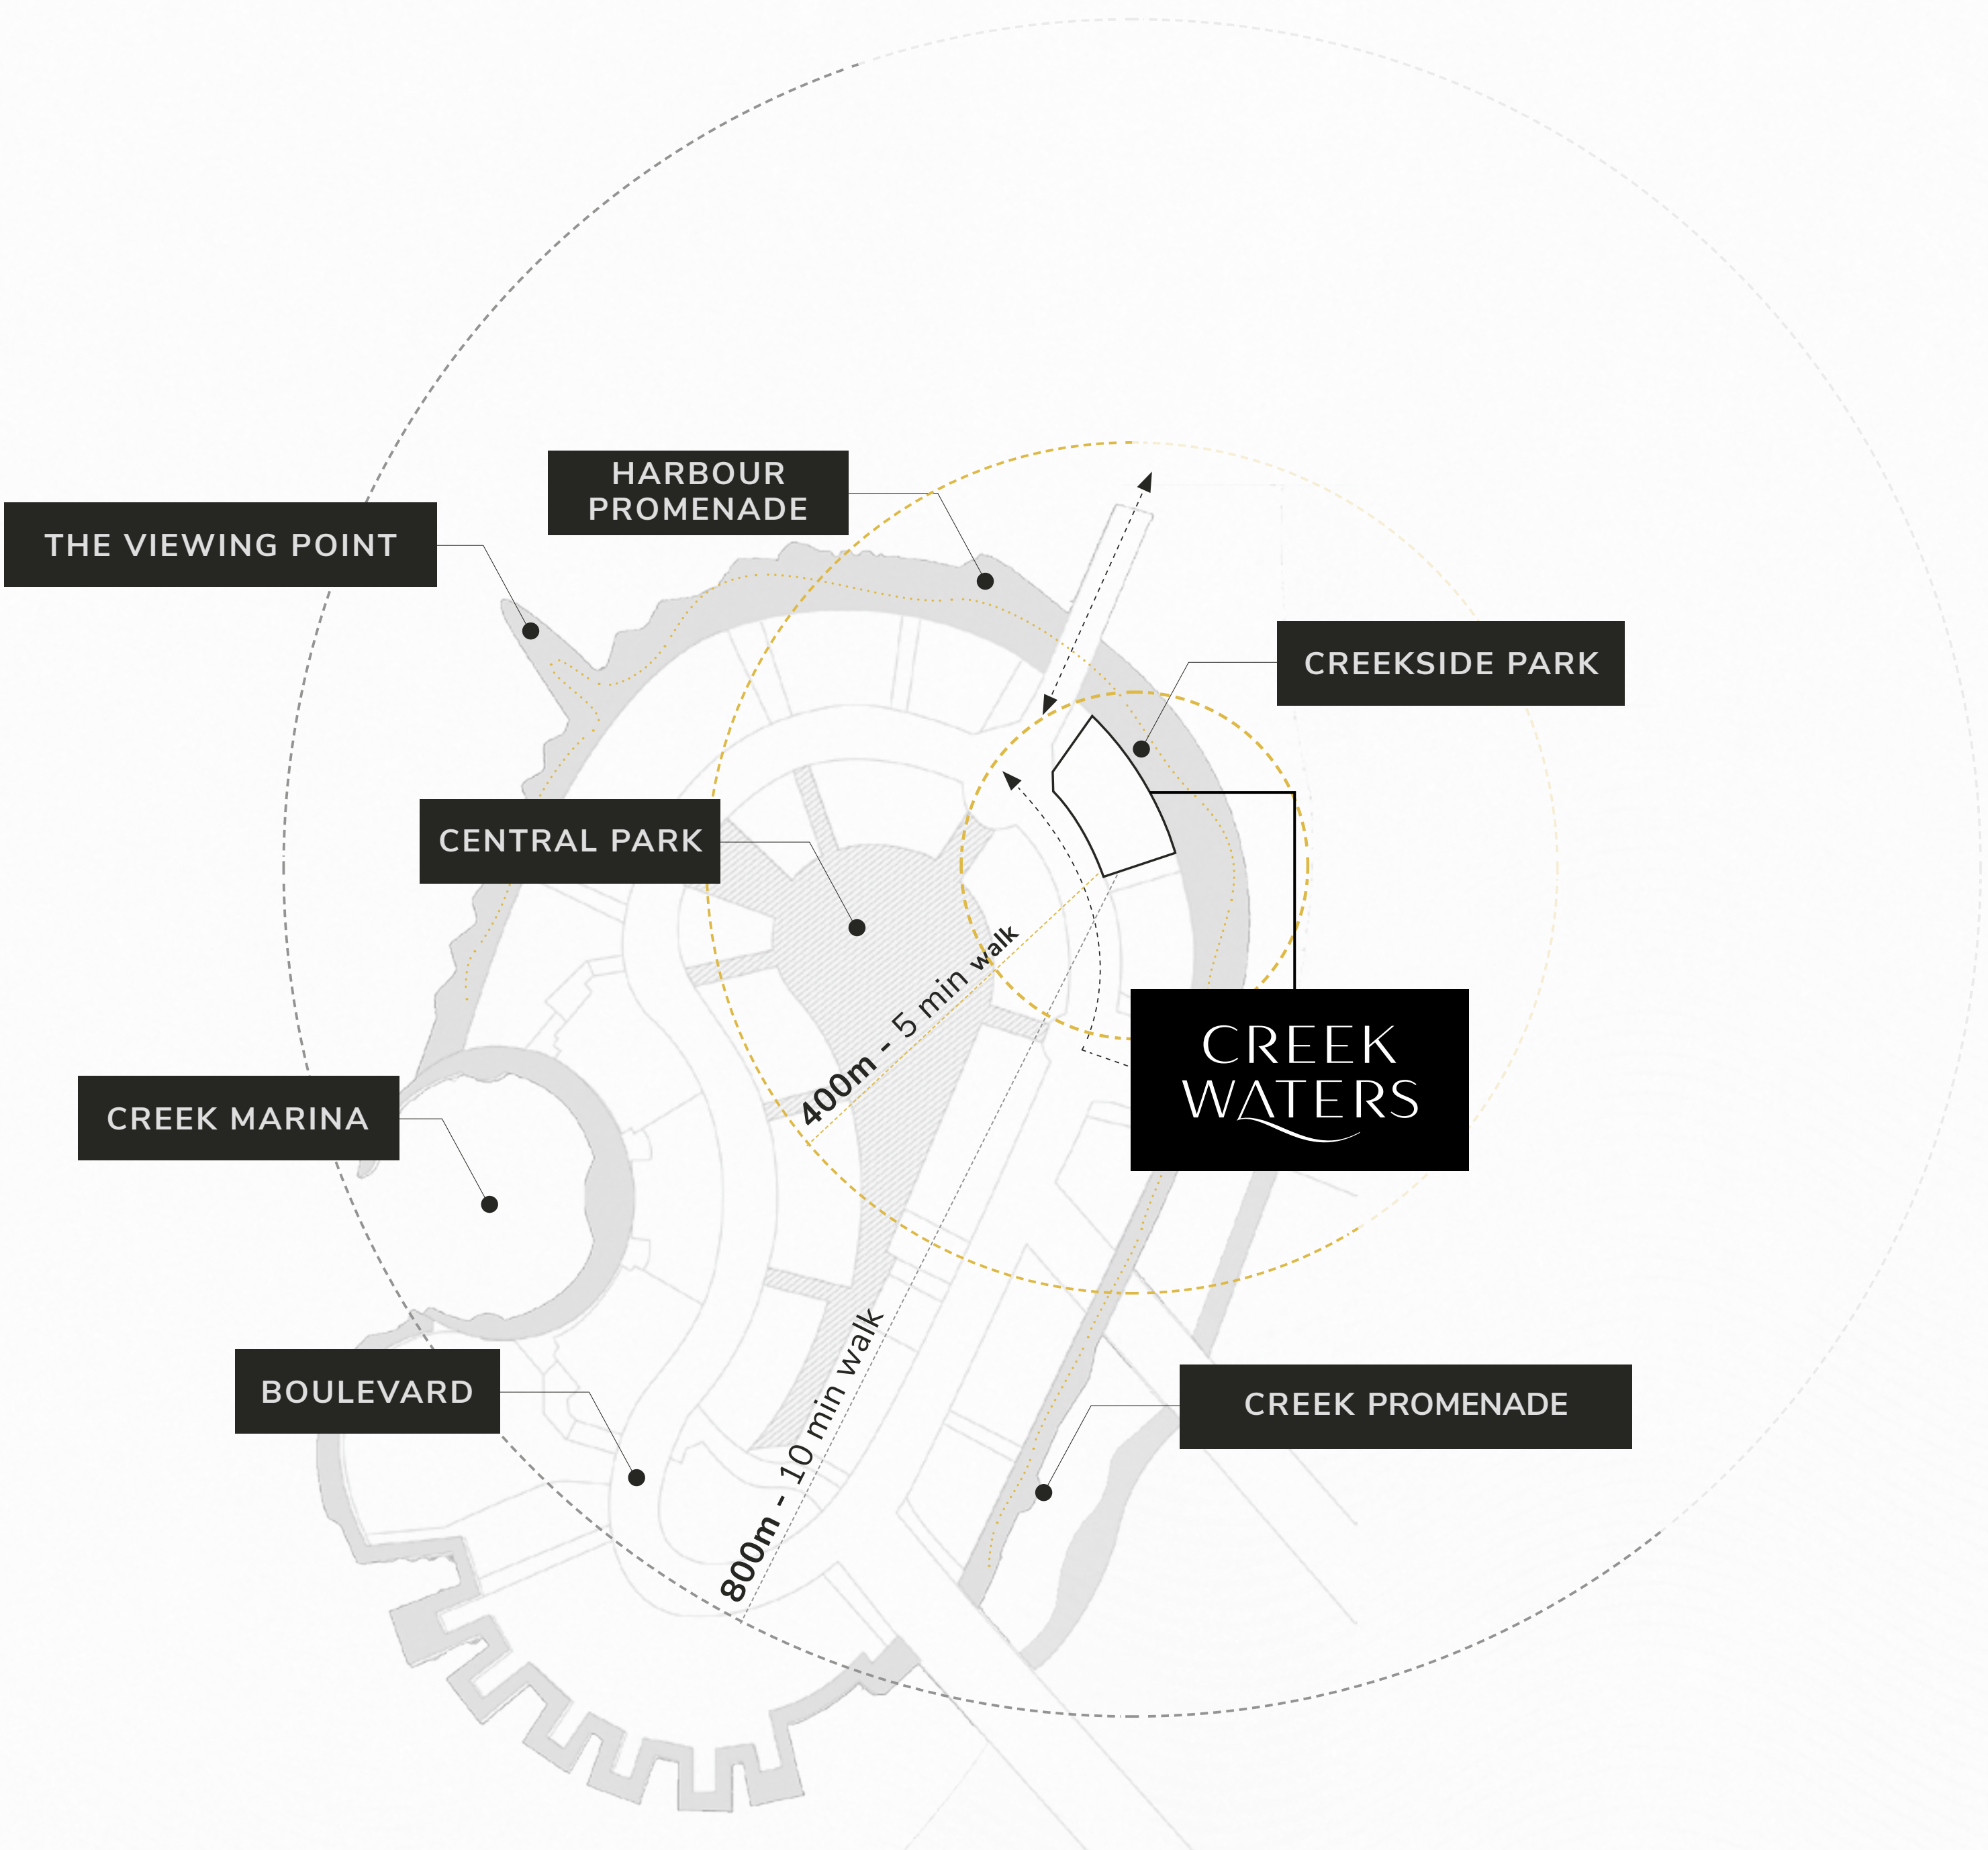 HARBOUR
PROMENADE
THE VIEWING POINT
CREEKSIDE PARK
CENTRAL PARK
400m - 5 min walk
CREEK
WATERS
CREEK MARINA
800m - 10 min walk
BOULEVARD
CREEK PROMENADE